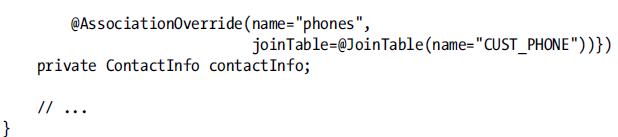 @AssociationOverride(name="phones",
joinTable=@JoinTable(name="CUST_PHONE"))})
private ContactInfo contactInfo;
// ...
}